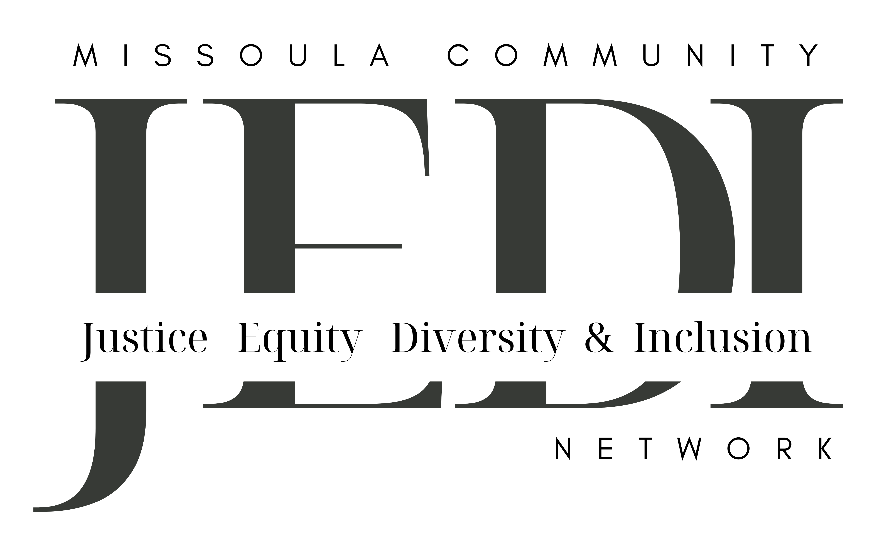 MISSOULA COMMUNITY
JEDI
Justice Equity Diversity & Inclusion
NETWORK